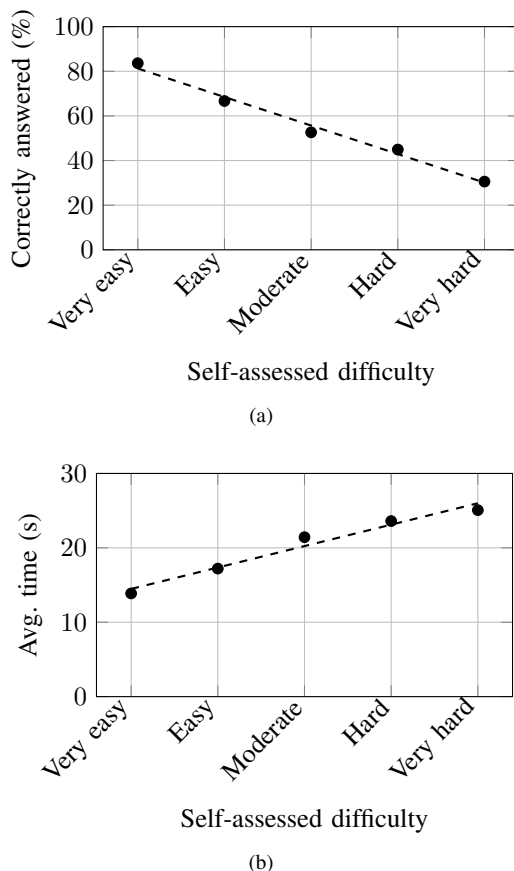 Correctly answered (%)
100
80
60
40
20
0
Very easy
Easy
Moderate
Hard
Very hard
Self-assessed difficulty
(a)
Avg. time (s)
30
20
10
0
Very easy
Easy
Moderate
Hard
Very hard
Self-assessed difficulty
(b)